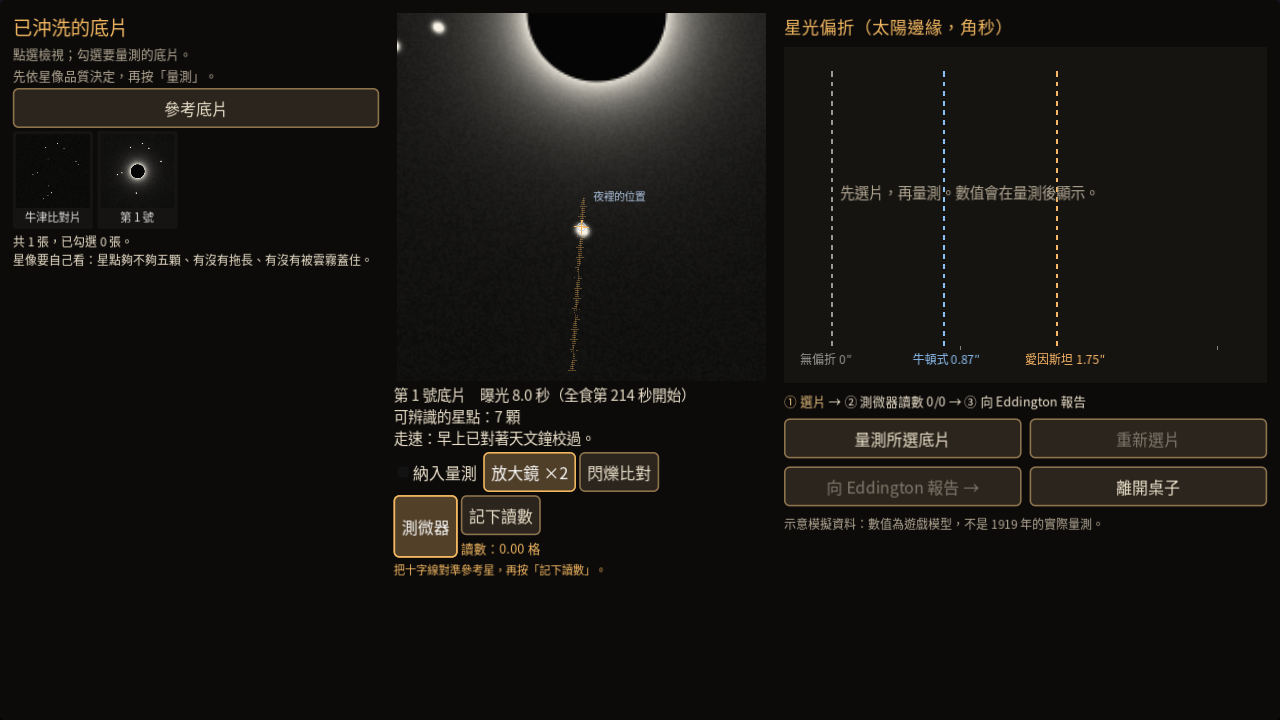 已沖洗的底片
點選檢視；勾選要量測的底片。
先依星像品質決定，再按「量測」。
參考底片
牛津比對片
第 1 號
共 1 張，已勾選 0 張。
星像要自己看：星點夠不夠五顆、有沒有拖長、有沒有被雲霧蓋住。
夜裡的位置
第 1 號底片　曝光 8.0 秒（全食第 214 秒開始）
可辨識的星點：7 顆
走速：早上已對著天文鐘校過。
納入量測
放大鏡 ×2
閃爍比對
測微器
記下讀數
讀數：0.00 格
把十字線對準參考星，再按「記下讀數」。
星光偏折（太陽邊緣，角秒）
先選片，再量測。數值會在量測後顯示。
無偏折 0″
牛頓式 0.87″
愛因斯坦 1.75″
① 選片 → ② 測微器讀數 0/0 → ③ 向 Eddington 報告
量測所選底片
重新選片
向 Eddington 報告 →
離開桌子
示意模擬資料：數值為遊戲模型，不是 1919 年的實際量測。